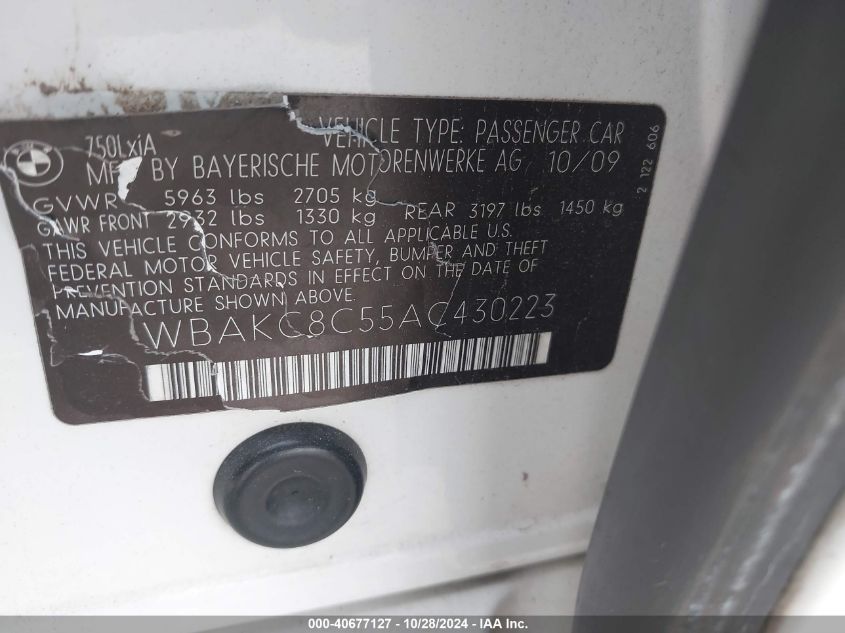 750LxiA
VEHICLE TYPE: PASSENGER CAR
MFD BY BAYERISCHE MOTORENWERKE AG 10/09
GVWR 5963 lbs 2705 kg
GAWR FRONT 2932 lbs 1330 kg REAR 3197 lbs 1450 kg
THIS VEHICLE CONFORMS TO ALL APPLICABLE U.S.
FEDERAL MOTOR VEHICLE SAFETY, BUMPER AND THEFT
PREVENTION STANDARDS IN EFFECT ON THE DATE OF
MANUFACTURE SHOWN ABOVE.
WBAKC8C55AC430223
2 122 606
000-40677127 - 10/28/2024 - IAA Inc.